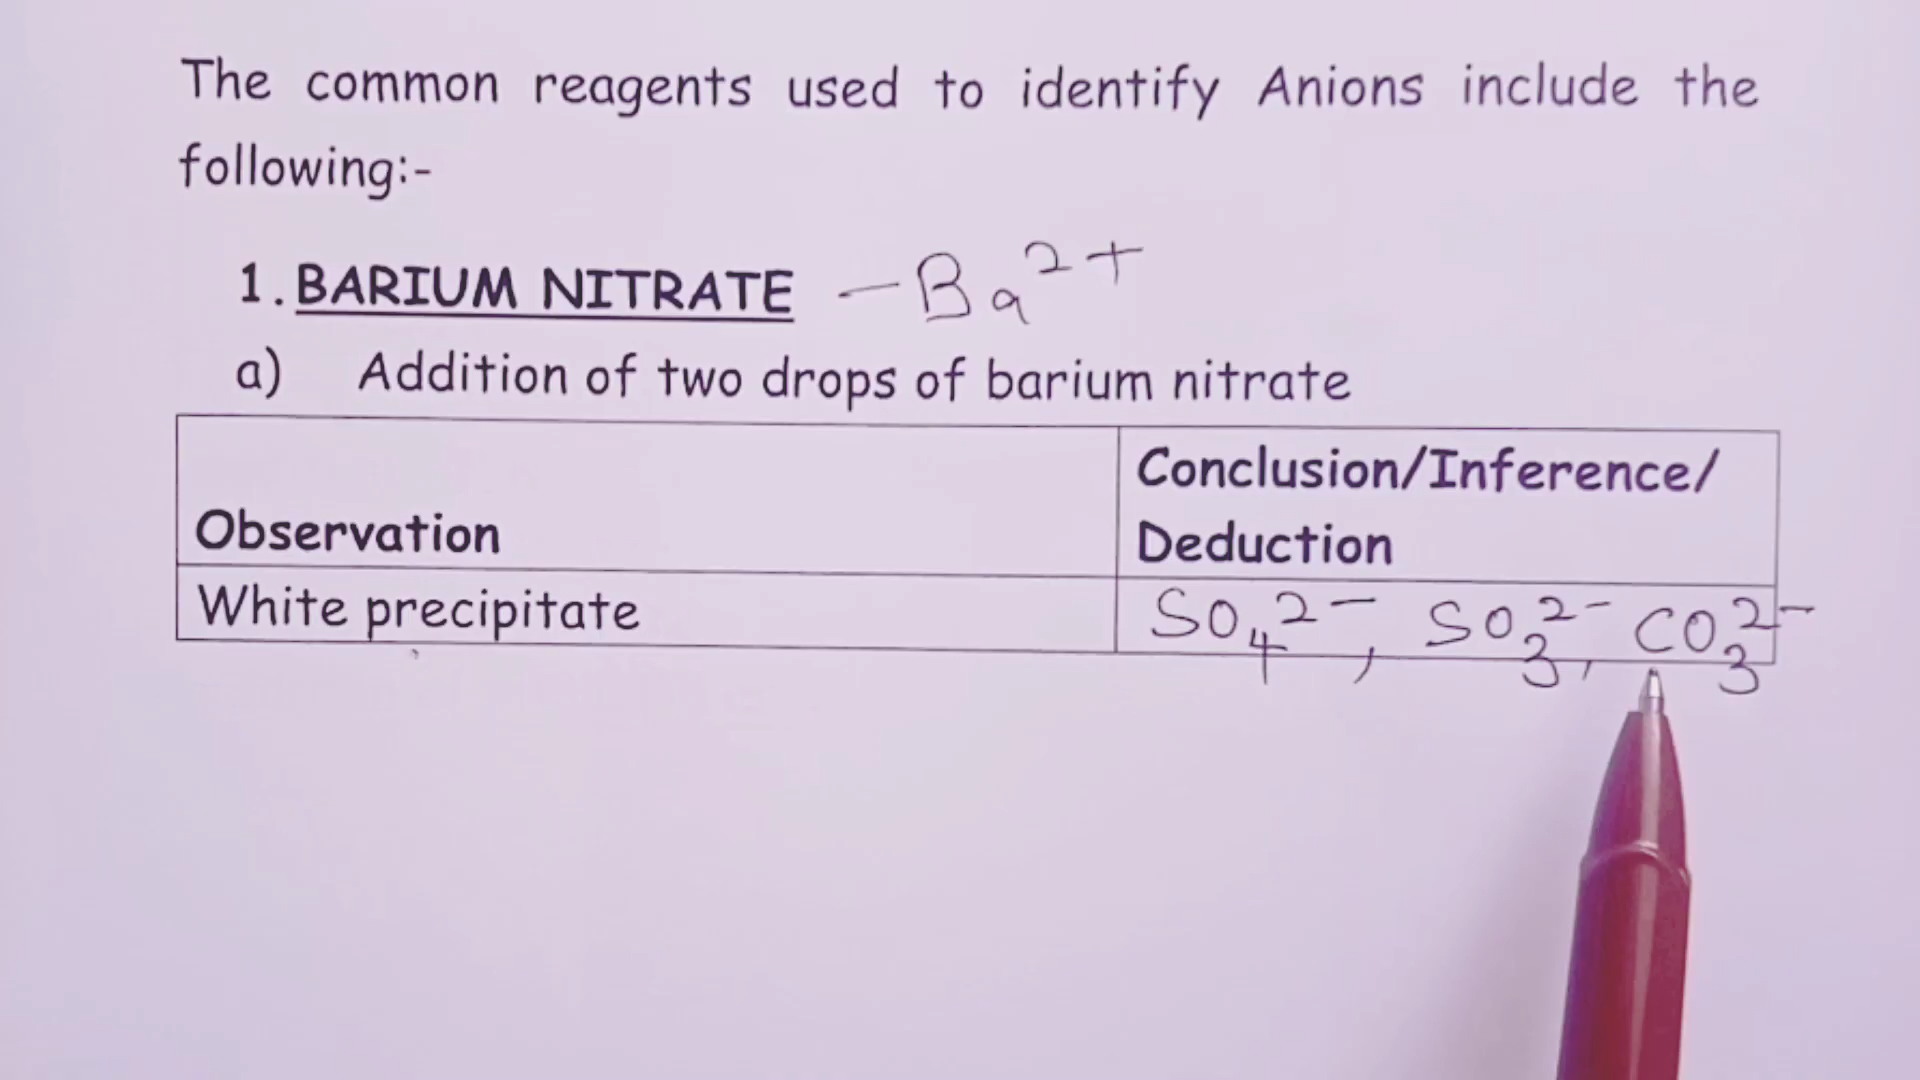 The common reagents used to identify Anions include the
following:-
1. BARIUM NITRATE - Ba²⁺
a) Addition of two drops of barium nitrate
Observation
Conclusion/Inference/
Deduction
White precipitate
SO₄²⁻, SO₃²⁻, CO₃²⁻